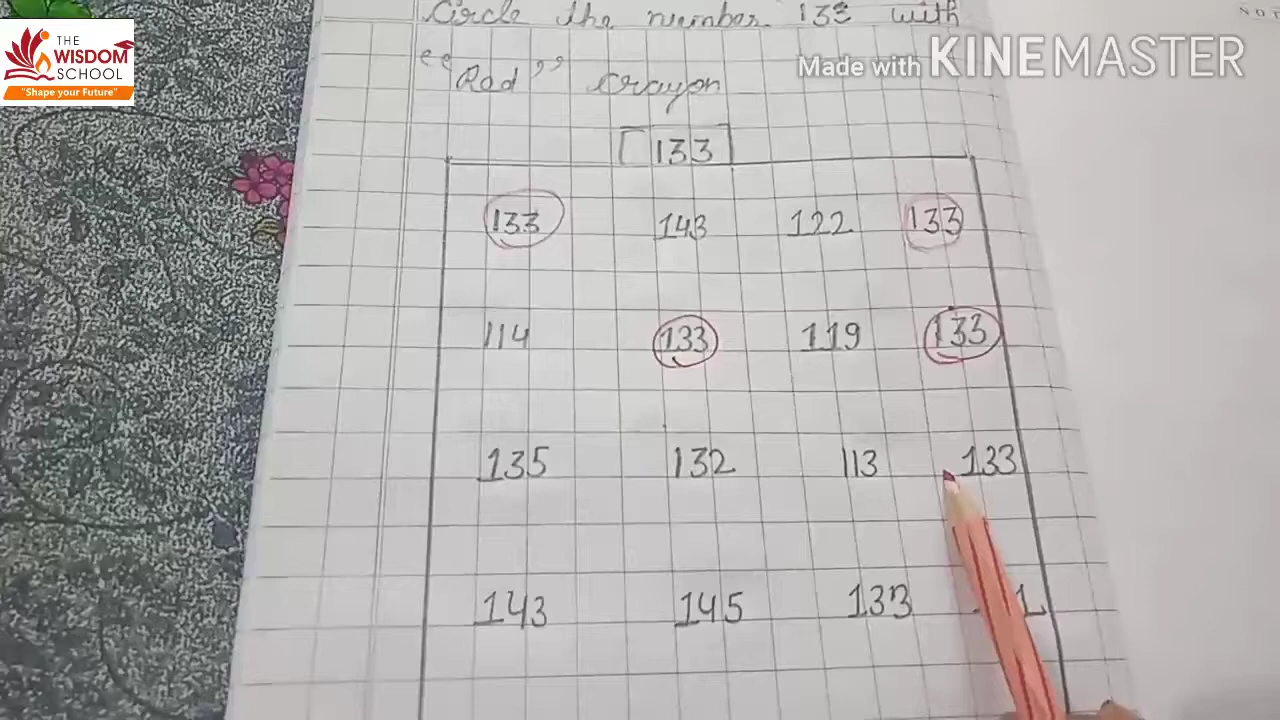 THE
WISDOM
SCHOOL
"Shape your Future"
Made with KINEMASTER
Circle the number 133 with
"Red" crayon
133
133 143 122 133
114 133 119 133
135 132 113 133
143 145 133